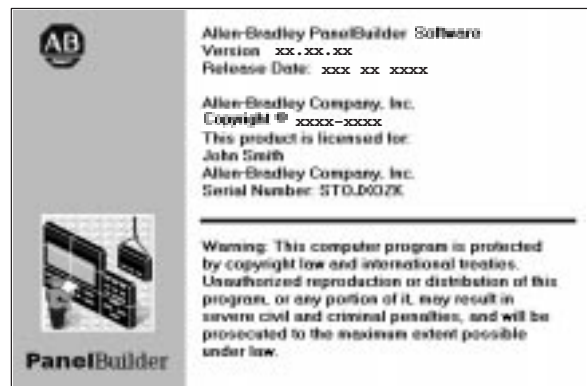 AB
Allen-Bradley PanelBuilder Software
Version xx.xx.xx
Release Date: xxx xx xxxx
Allen-Bradley Company, Inc.
Copyright © xxxx-xxxx
This product is licensed for:
John Smith
Allen-Bradley Company, Inc.
Serial Number: STOJXOZK
Warning: This computer program is protected
by copyright law and international treaties.
Unauthorized reproduction or distribution of this
program, or any portion of it, may result in
severe civil and criminal penalties, and will be
prosecuted to the maximum extent possible
under law.
PanelBuilder